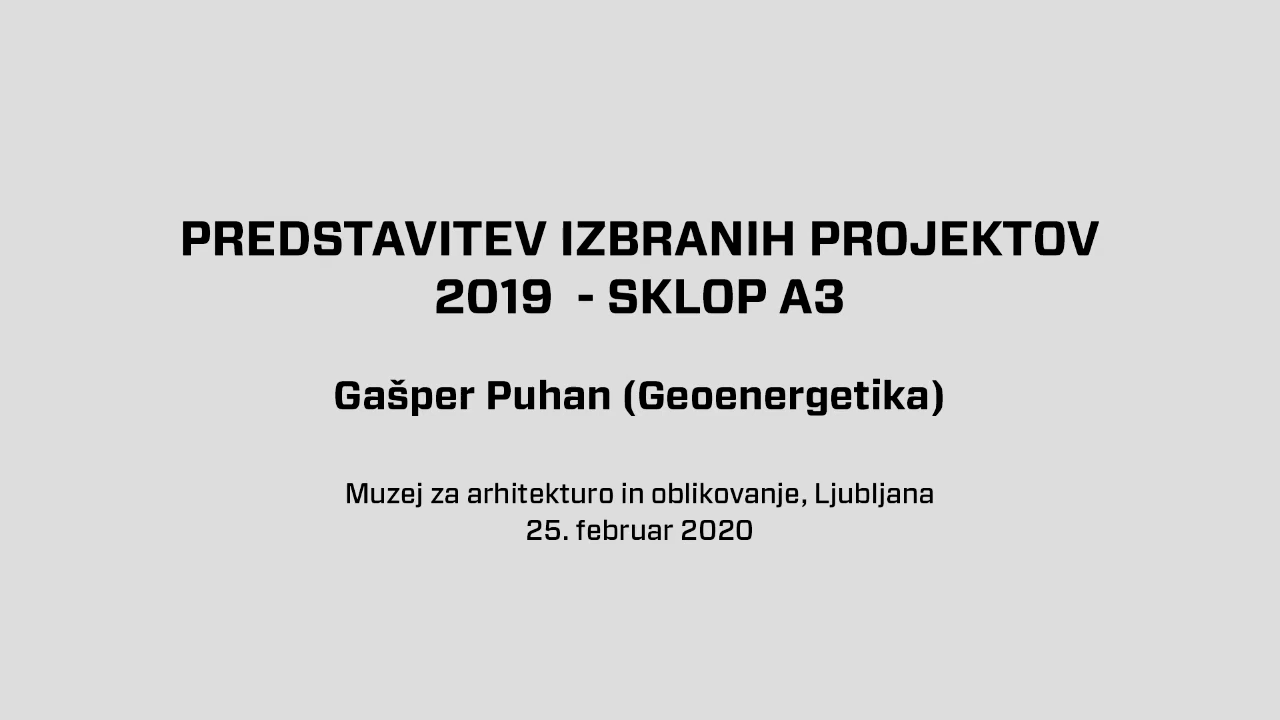 PREDSTAVITEV IZBRANIH PROJEKTOV
2019 - SKLOP A3
Gašper Puhan (Geoenergetika)
Muzej za arhitekturo in oblikovanje, Ljubljana
25. februar 2020